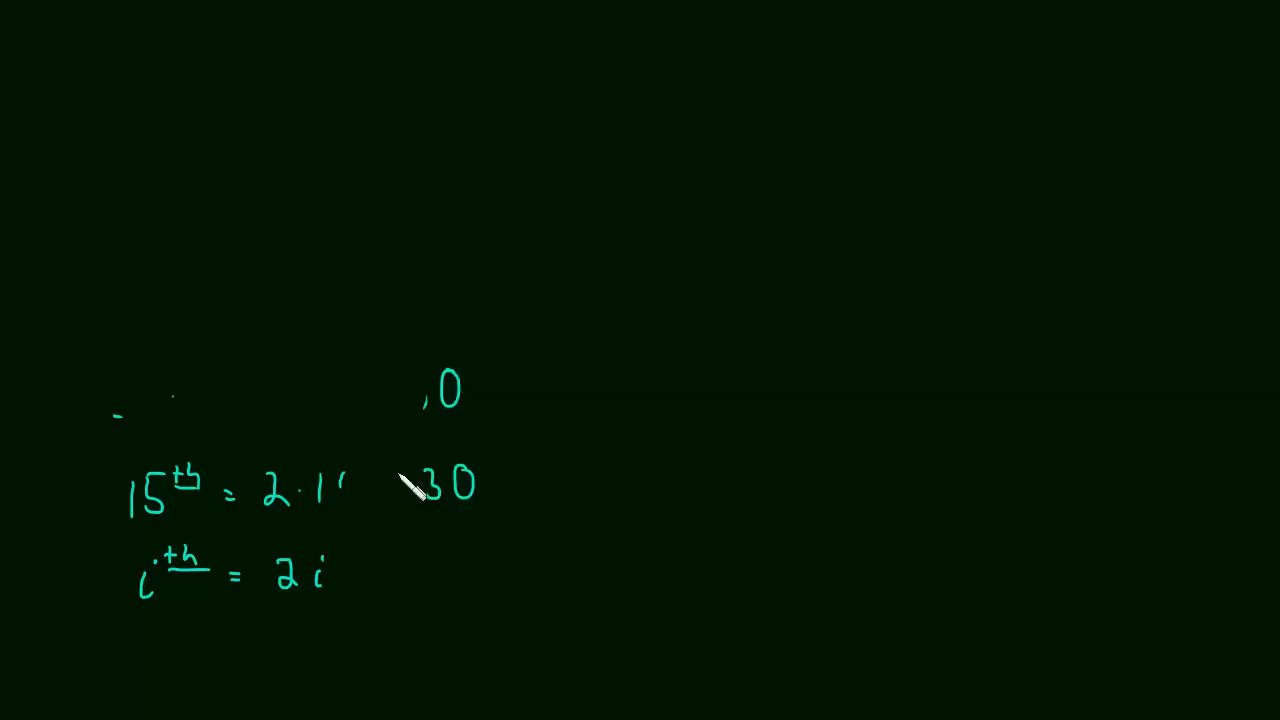 ,0
15th = 2·1 30
ith = 2i